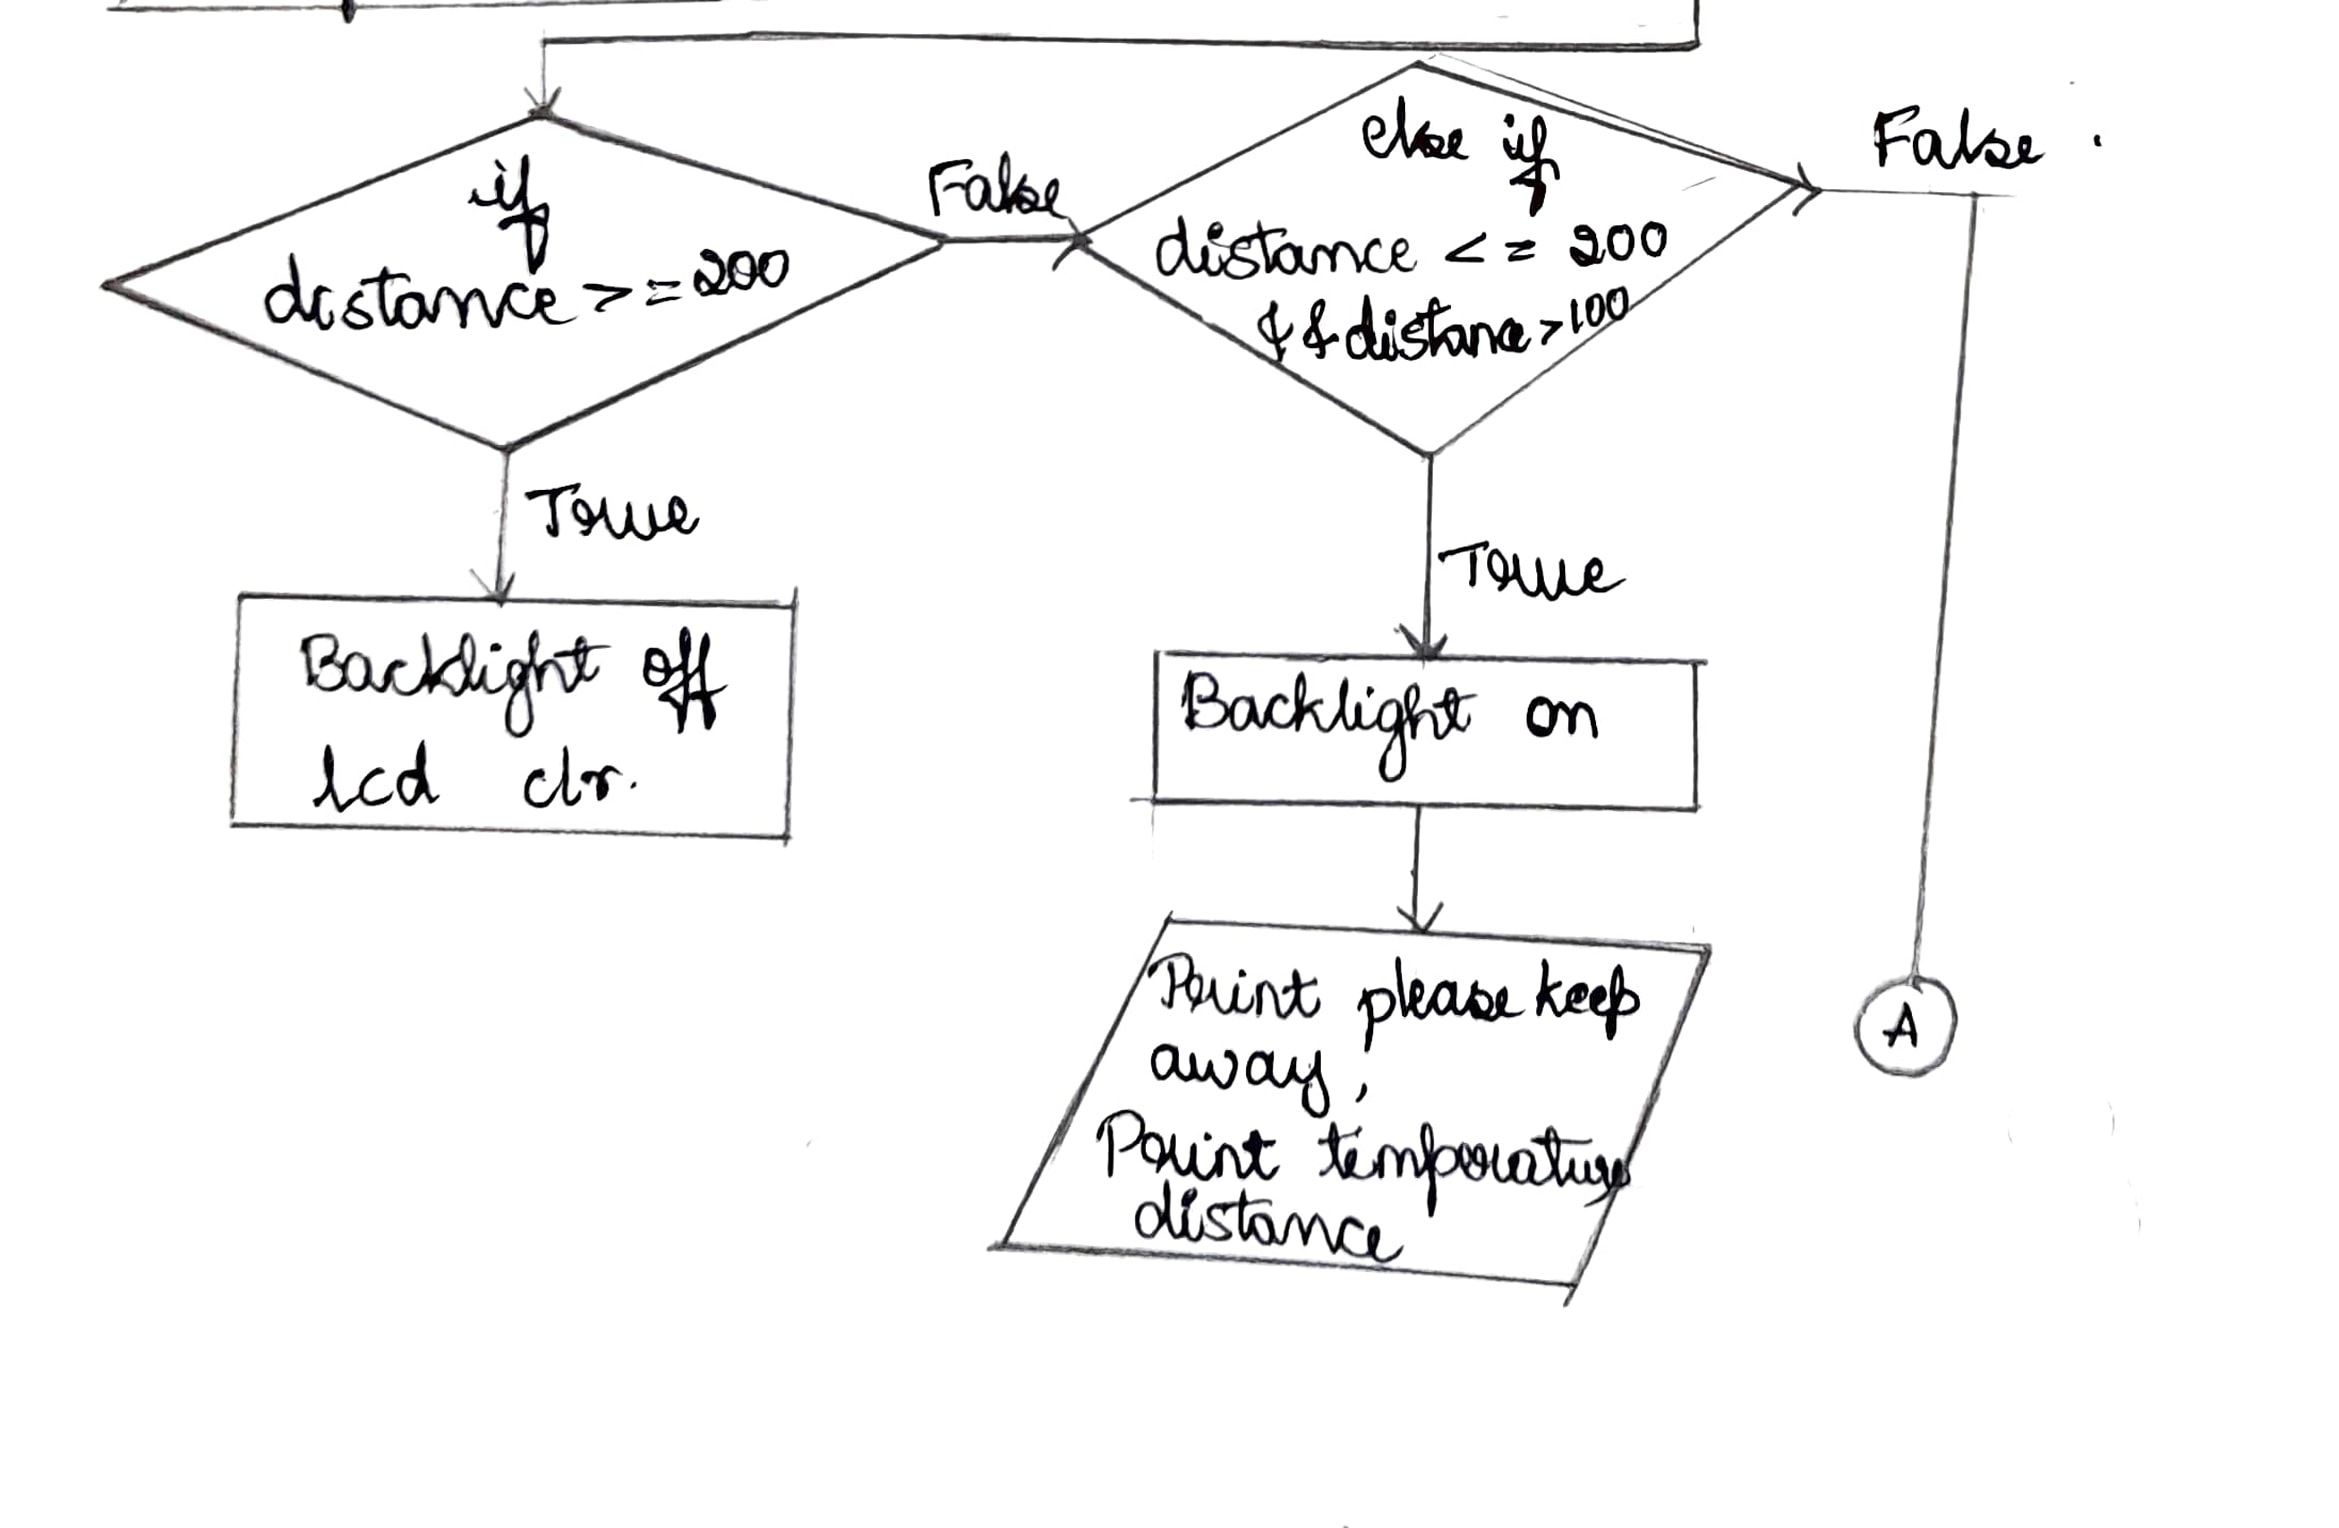 if
distance >= 200
False
else if
distance <= 200
&& distance > 100
False
True
True
Backlight off
lcd clr.
Backlight on
Print please keep
away;
Print temperature
distance
A